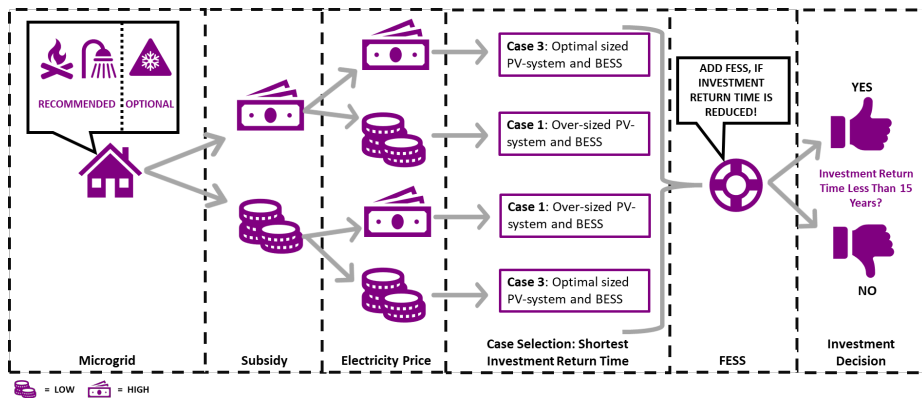 RECOMMENDED
OPTIONAL
Case 3: Optimal sized
PV-system and BESS
Case 1: Over-sized PV-
system and BESS
Case 1: Over-sized PV-
system and BESS
Case 3: Optimal sized
PV-system and BESS
ADD FESS, IF
INVESTMENT
RETURN TIME IS
REDUCED!
YES
Investment Return
Time Less Than 15
Years?
NO
Microgrid
Subsidy
Electricity Price
Case Selection: Shortest
Investment Return Time
FESS
Investment
Decision
= LOW
= HIGH